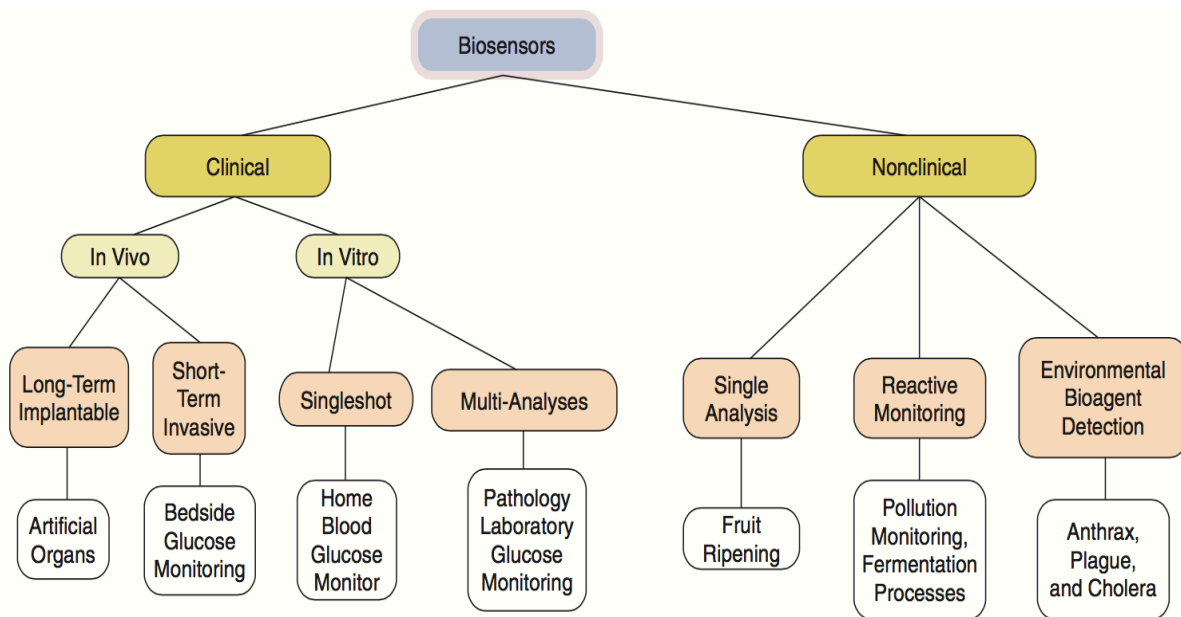 Biosensors
Clinical
Nonclinical
In Vivo
In Vitro
Long-Term
Implantable
Short-
Term
Invasive
Singleshot
Multi-Analyses
Single
Analysis
Reactive
Monitoring
Environmental
Bioagent
Detection
Artificial
Organs
Bedside
Glucose
Monitoring
Home
Blood
Glucose
Monitor
Pathology
Laboratory
Glucose
Monitoring
Fruit
Ripening
Pollution
Monitoring,
Fermentation
Processes
Anthrax,
Plague,
and Cholera